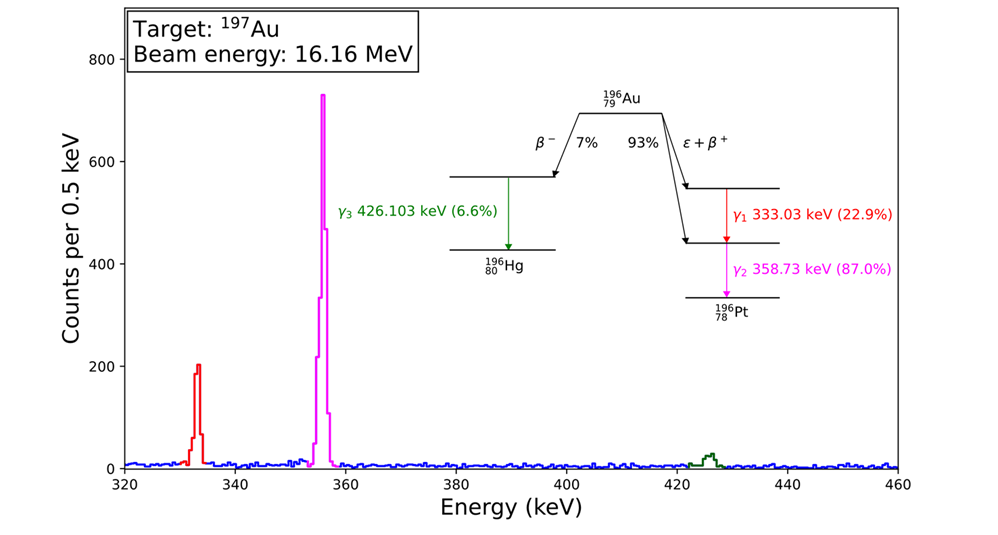 Target: ¹⁹⁷Au
Beam energy: 16.16 MeV
¹⁹⁶₇₉Au
β⁻ 7% 93% ε + β⁺
γ₃ 426.103 keV (6.6%)
γ₁ 333.03 keV (22.9%)
¹⁹⁶₈₀Hg
γ₂ 358.73 keV (87.0%)
¹⁹⁶₇₈Pt
Counts per 0.5 keV
800
600
400
200
0
320 340 360 380 400 420 440 460
Energy (keV)